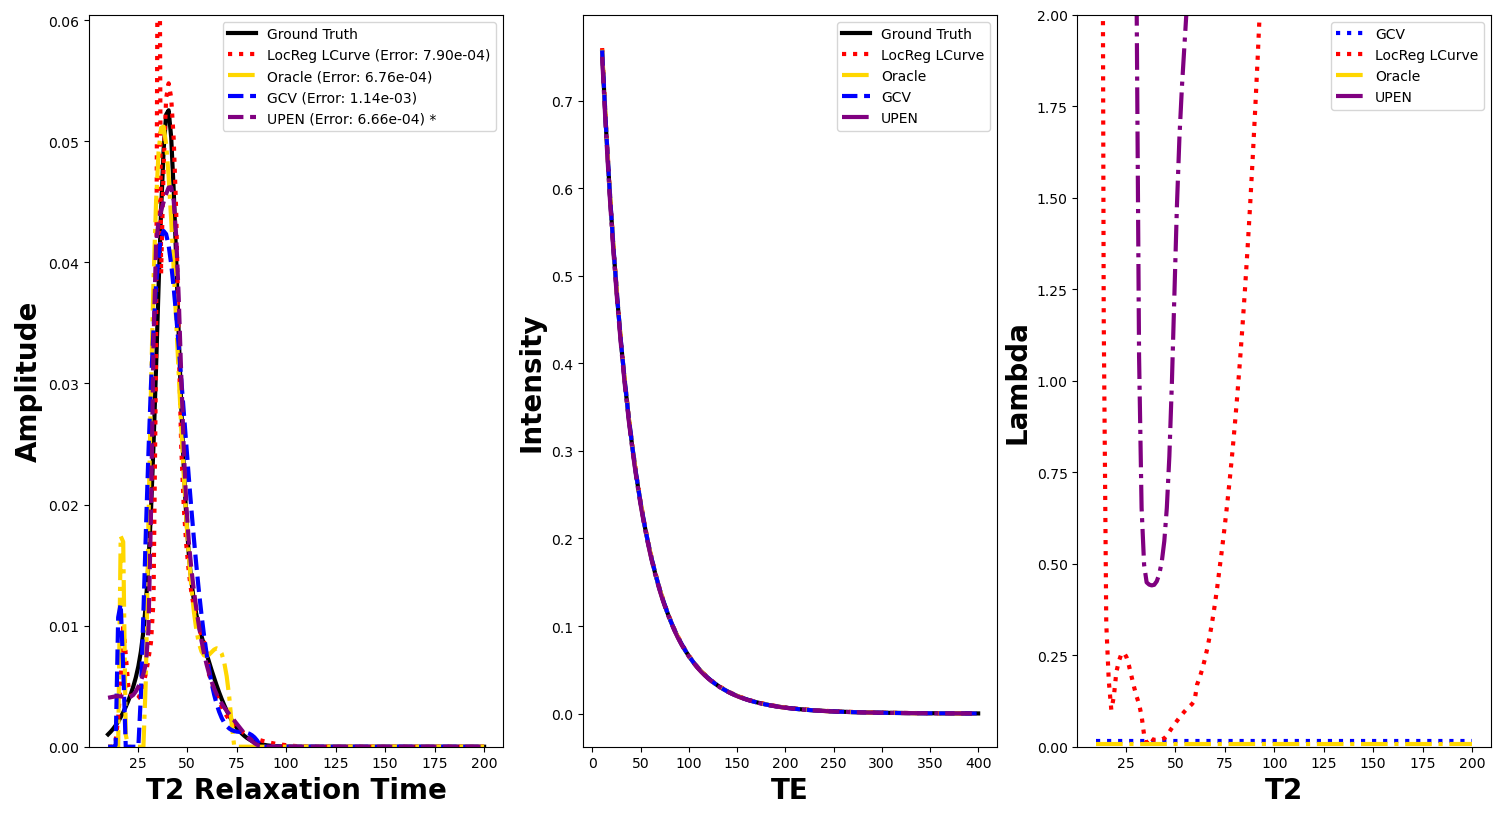 Amplitude
0.06
0.05
0.04
0.03
0.02
0.01
0.00
Ground Truth
LocReg LCurve (Error: 7.90e-04)
Oracle (Error: 6.76e-04)
GCV (Error: 1.14e-03)
UPEN (Error: 6.66e-04) *
25 50 75 100 125 150 175 200
T2 Relaxation Time
Intensity
0.7
0.6
0.5
0.4
0.3
0.2
0.1
0.0
Ground Truth
LocReg LCurve
Oracle
GCV
UPEN
0 50 100 150 200 250 300 350 400
TE
Lambda
2.00
1.75
1.50
1.25
1.00
0.75
0.50
0.25
0.00
GCV
LocReg LCurve
Oracle
UPEN
25 50 75 100 125 150 175 200
T2